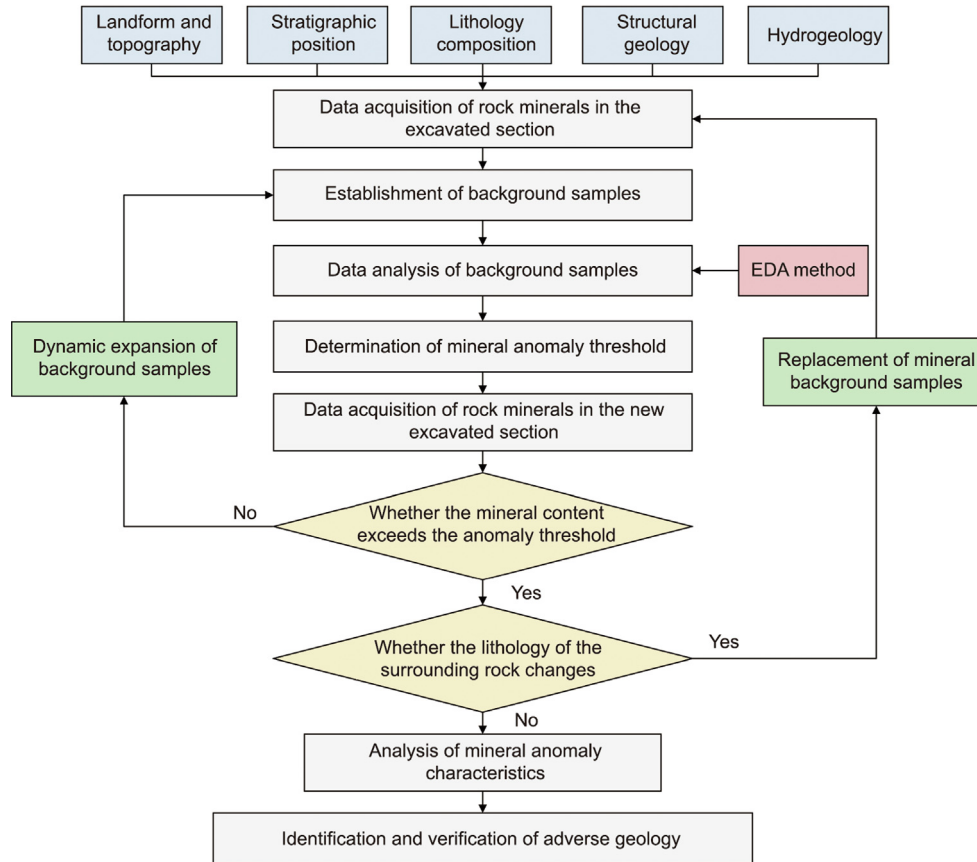 Landform and
topography
Stratigraphic
position
Lithology
composition
Structural
geology
Hydrogeology
Data acquisition of rock minerals in the
excavated section
Establishment of background samples
Data analysis of background samples
EDA method
Dynamic expansion of
background samples
Determination of mineral anomaly threshold
Replacement of mineral
background samples
Data acquisition of rock minerals in the new
excavated section
No
Whether the mineral content
exceeds the anomaly threshold
Yes
Whether the lithology of the
surrounding rock changes
Yes
No
Analysis of mineral anomaly
characteristics
Identification and verification of adverse geology